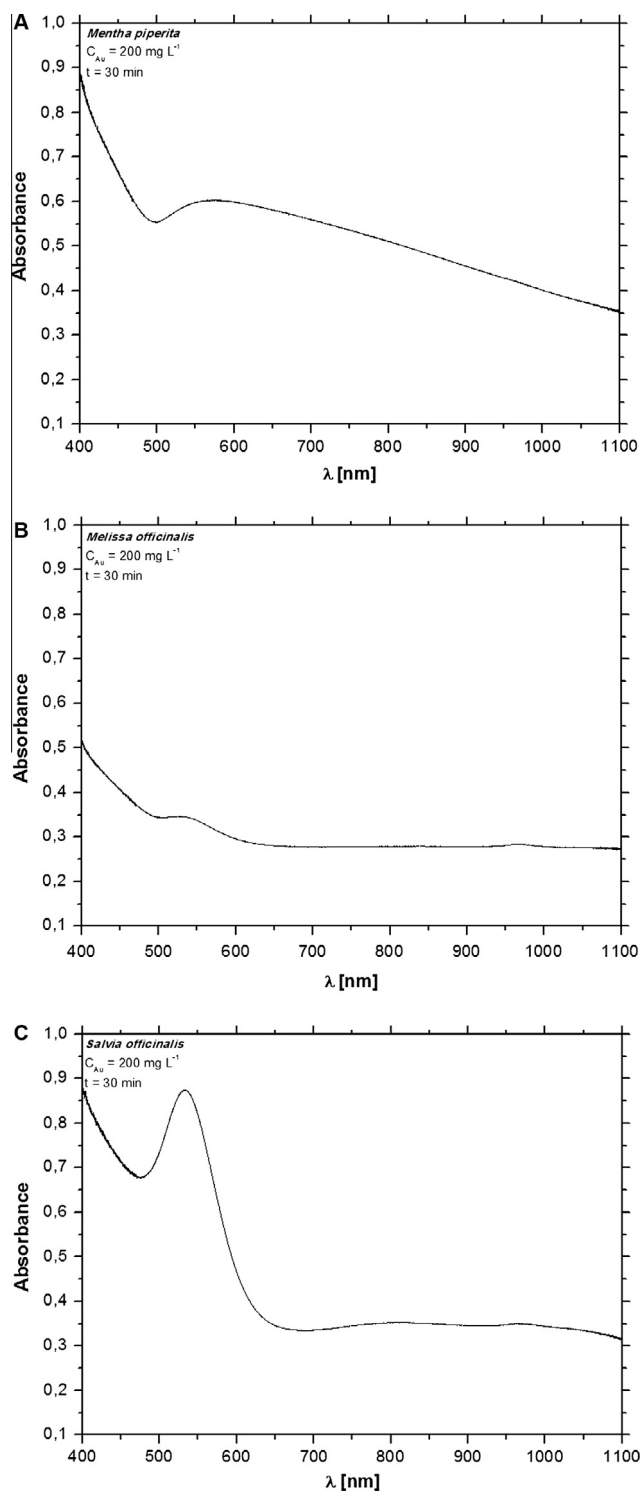 A
Mentha piperita
C_Au = 200 mg L⁻¹
t = 30 min
1,0
0,9
0,8
0,7
0,6
0,5
0,4
0,3
0,2
0,1
Absorbance
400 500 600 700 800 900 1000 1100
λ [nm]
B
Melissa officinalis
C_Au = 200 mg L⁻¹
t = 30 min
1,0
0,9
0,8
0,7
0,6
0,5
0,4
0,3
0,2
0,1
Absorbance
400 500 600 700 800 900 1000 1100
λ [nm]
C
Salvia officinalis
C_Au = 200 mg L⁻¹
t = 30 min
1,0
0,9
0,8
0,7
0,6
0,5
0,4
0,3
0,2
0,1
Absorbance
400 500 600 700 800 900 1000 1100
λ [nm]